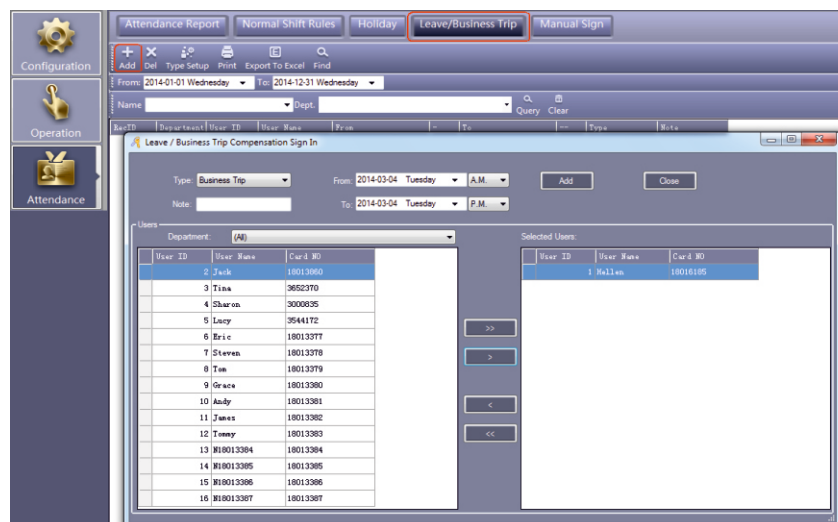 Attendance Report Normal Shift Rules Holiday Leave/Business Trip Manual Sign
Configuration
Add Del Type Setup Print Export To Excel Find
From: 2014-01-01 Wednesday To: 2014-12-31 Wednesday
Name Dept. Query Clear
Operation
RecID Department User ID User Name From - To -- Type Note
Leave / Business Trip Compensation Sign In
Attendance
Type: Business Trip From: 2014-03-04 Tuesday A.M. Add Close
Note: To: 2014-03-04 Tuesday P.M.
Users
Department: (All) Selected Users:
User ID User Name Card NO User ID User Name Card NO
2 Jack 18013860 1 Hellen 18016185
3 Tina 3652370
4 Sharon 3000835
5 Lucy 3544172
>>
6 Eric 18013377
7 Steven 18013378
>
8 Tom 18013379
9 Grace 18013380
10 Andy 18013381
<
11 James 18013382
12 Tommy 18013383
<<
13 N18013384 18013384
14 N18013385 18013385
15 N18013386 18013386
16 N18013387 18013387